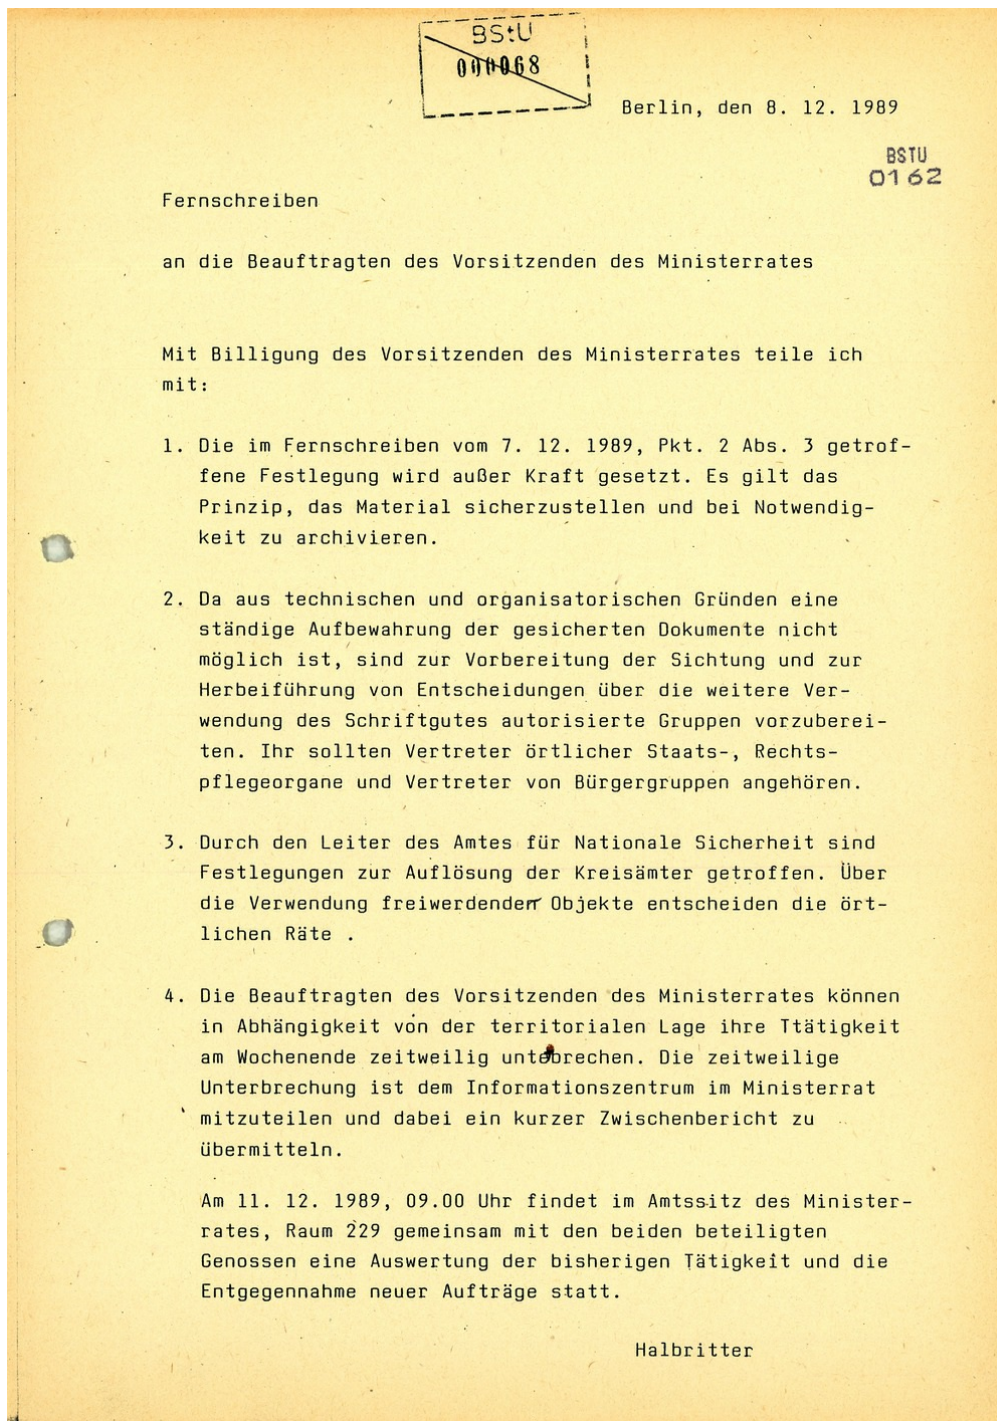 BStU
000068
Berlin, den 8. 12. 1989
BSTU
0162
Fernschreiben
an die Beauftragten des Vorsitzenden des Ministerrates
Mit Billigung des Vorsitzenden des Ministerrates teile ich
mit:
1. Die im Fernschreiben vom 7. 12. 1989, Pkt. 2 Abs. 3 getrof-
fene Festlegung wird außer Kraft gesetzt. Es gilt das
Prinzip, das Material sicherzustellen und bei Notwendig-
keit zu archivieren.
2. Da aus technischen und organisatorischen Gründen eine
ständige Aufbewahrung der gesicherten Dokumente nicht
möglich ist, sind zur Vorbereitung der Sichtung und zur
Herbeiführung von Entscheidungen über die weitere Ver-
wendung des Schriftgutes autorisierte Gruppen vorzuberei-
ten. Ihr sollten Vertreter örtlicher Staats-, Rechts-
pflegeorgane und Vertreter von Bürgergruppen angehören.
3. Durch den Leiter des Amtes für Nationale Sicherheit sind
Festlegungen zur Auflösung der Kreisämter getroffen. Über
die Verwendung freiwerdender Objekte entscheiden die ört-
lichen Räte .
4. Die Beauftragten des Vorsitzenden des Ministerrates können
in Abhängigkeit von der territorialen Lage ihre Ttätigkeit
am Wochenende zeitweilig untebrechen. Die zeitweilige
Unterbrechung ist dem Informationszentrum im Ministerrat
mitzuteilen und dabei ein kurzer Zwischenbericht zu
übermitteln.
Am 11. 12. 1989, 09.00 Uhr findet im Amtssitz des Minister-
rates, Raum 229 gemeinsam mit den beiden beteiligten
Genossen eine Auswertung der bisherigen Tätigkeit und die
Entgegennahme neuer Aufträge statt.
Halbritter